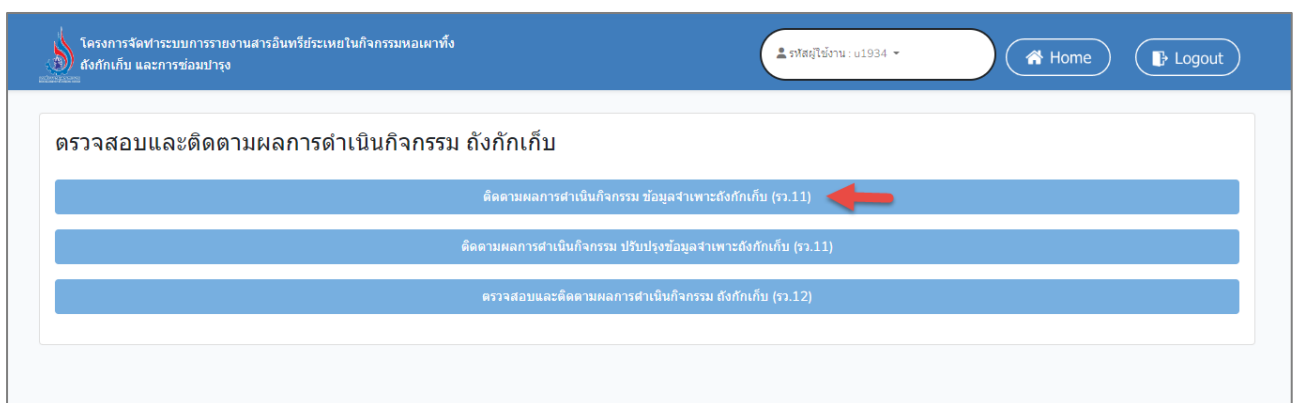 โครงการจัดทำระบบการรายงานสารอินทรีย์ระเหยในกิจกรรมหอเผาทิ้ง
ถังกักเก็บ และการซ่อมบำรุง
รหัสผู้ใช้งาน : u1934
Home
Logout
ตรวจสอบและติดตามผลการดำเนินกิจกรรม ถังกักเก็บ
ติดตามผลการดำเนินกิจกรรม ข้อมูลจำเพาะถังกักเก็บ (รว.11)
ติดตามผลการดำเนินกิจกรรม ปรับปรุงข้อมูลจำเพาะถังกักเก็บ (รว.11)
ตรวจสอบและติดตามผลการดำเนินกิจกรรม ถังกักเก็บ (รว.12)